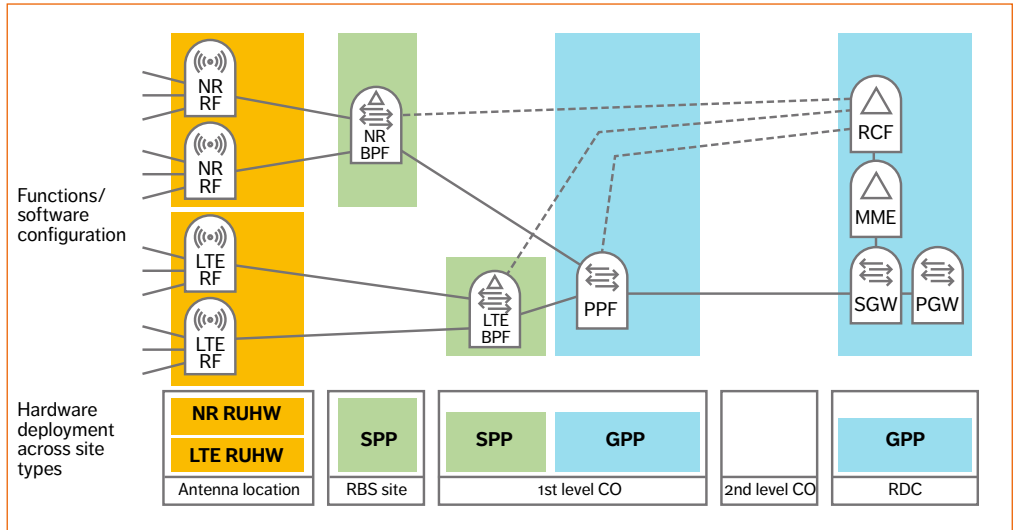 NR
RF
NR
RF
NR
BPF
RCF
MME
Functions/
software
configuration
LTE
RF
LTE
RF
LTE
BPF
PPF
SGW
PGW
Hardware
deployment
across site
types
NR RUHW
LTE RUHW
SPP
SPP
GPP
GPP
Antenna location
RBS site
1st level CO
2nd level CO
RDC